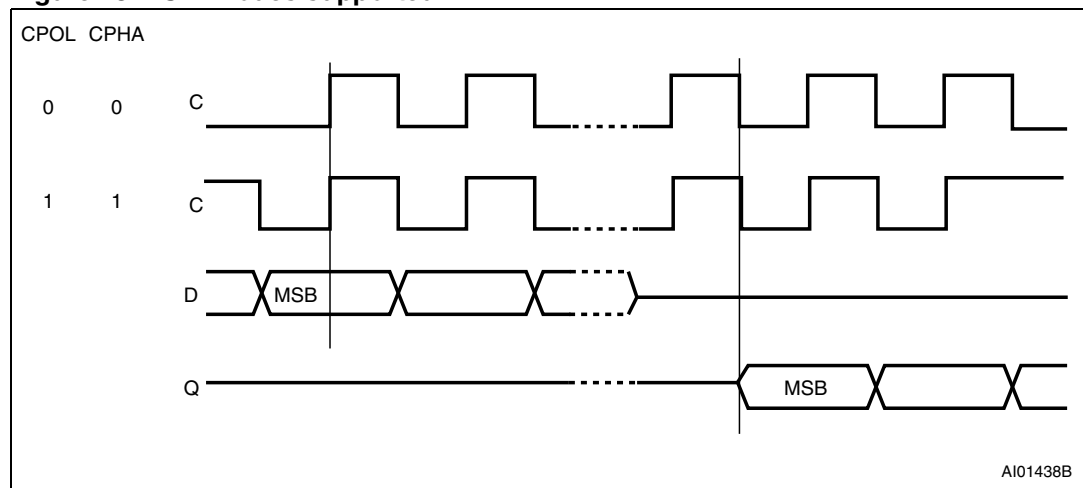 CPOL CPHA
0 0 C
1 1 C
D MSB
Q MSB
AI01438B